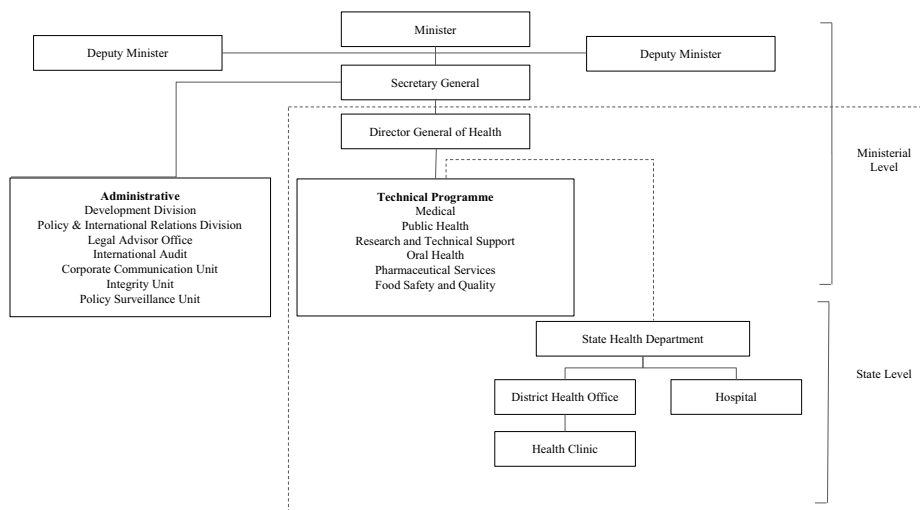 Minister
Deputy Minister
Deputy Minister
Secretary General
Director General of Health
Ministerial
Level
Administrative
Development Division
Policy & International Relations Division
Legal Advisor Office
International Audit
Corporate Communication Unit
Integrity Unit
Policy Surveillance Unit
Technical Programme
Medical
Public Health
Research and Technical Support
Oral Health
Pharmaceutical Services
Food Safety and Quality
State Health Department
State Level
District Health Office
Hospital
Health Clinic